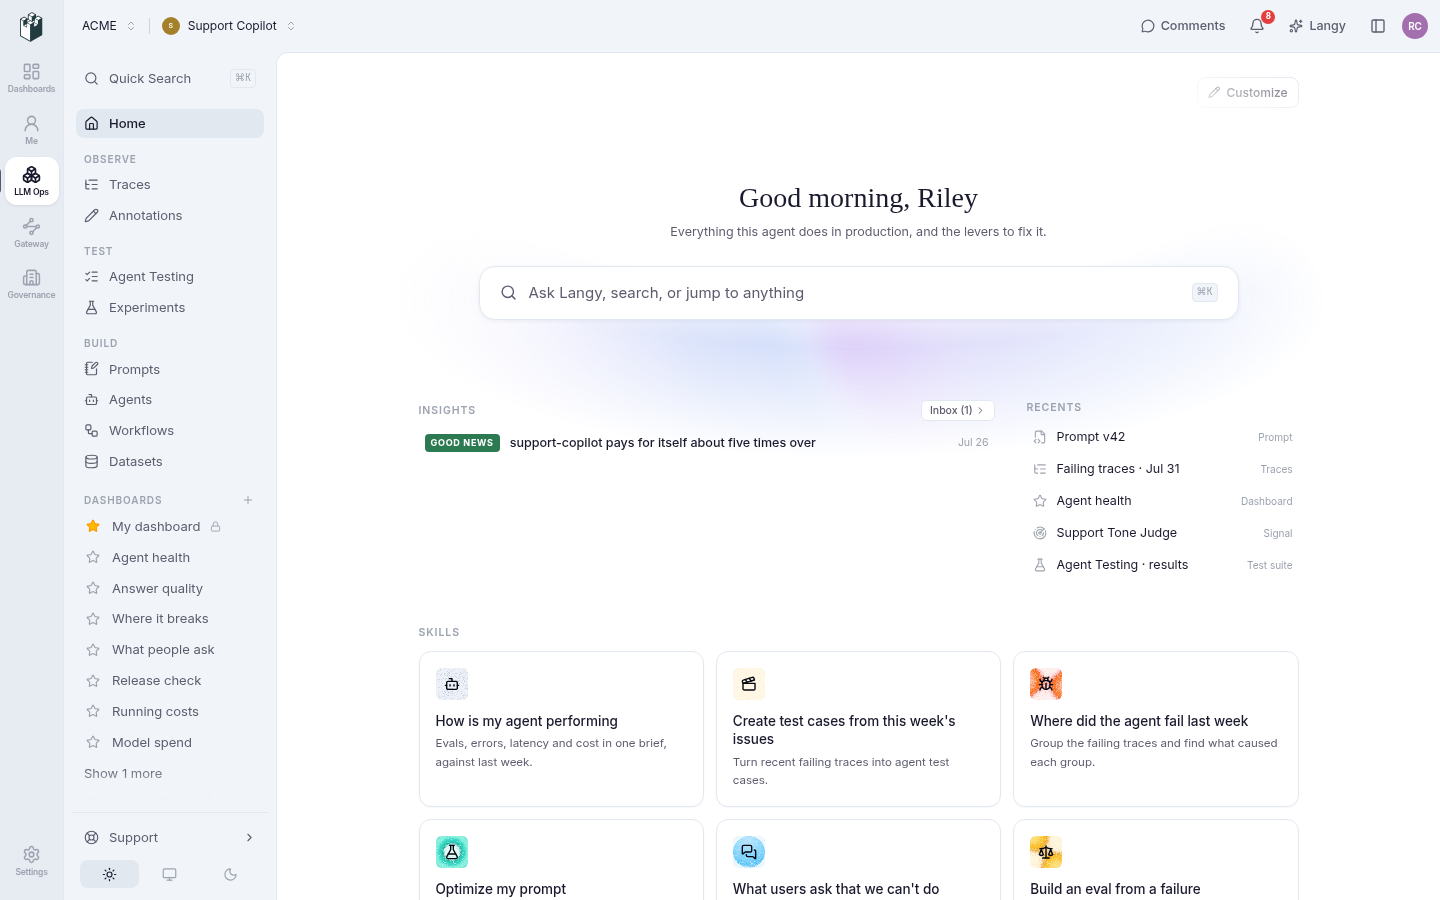 ACME
S
Support Copilot
Comments
8
Langy
RC
Dashboards
Me
LLM Ops
Gateway
Governance
Settings
Quick Search
⌘K
Home
OBSERVE
Traces
Annotations
TEST
Agent Testing
Experiments
BUILD
Prompts
Agents
Workflows
Datasets
DASHBOARDS
My dashboard
Agent health
Answer quality
Where it breaks
What people ask
Release check
Running costs
Model spend
Show 1 more
Support
Customize
Good morning, Riley
Everything this agent does in production, and the levers to fix it.
Ask Langy, search, or jump to anything
⌘K
INSIGHTS
Inbox (1)
GOOD NEWS
support-copilot pays for itself about five times over
Jul 26
RECENTS
Prompt v42
Prompt
Failing traces · Jul 31
Traces
Agent health
Dashboard
Support Tone Judge
Signal
Agent Testing · results
Test suite
SKILLS
How is my agent performing
Evals, errors, latency and cost in one brief,
against last week.
Create test cases from this week's
issues
Turn recent failing traces into agent test
cases.
Where did the agent fail last week
Group the failing traces and find what caused
each group.
Optimize my prompt
What users ask that we can't do
Build an eval from a failure